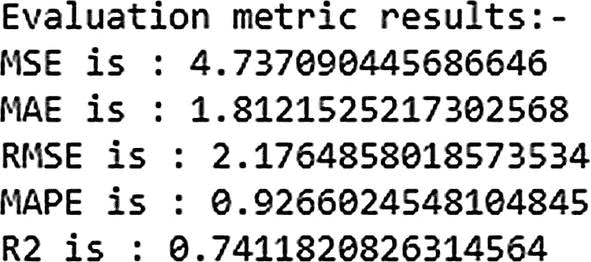 Evaluation metric results:-
MSE is : 4.737090445686646
MAE is : 1.8121525217302568
RMSE is : 2.1764858018573534
MAPE is : 0.9266024548104845
R2 is : 0.7411820826314564